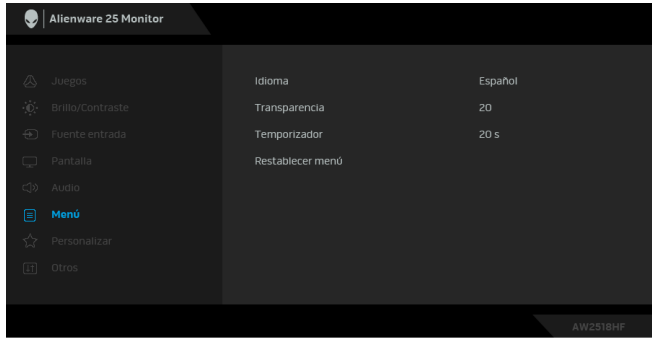 Alienware 25 Monitor
Juegos
Brillo/Contraste
Fuente entrada
Pantalla
Audio
Menú
Personalizar
Otros
Idioma Español
Transparencia 20
Temporizador 20 s
Restablecer menú
AW2518HF